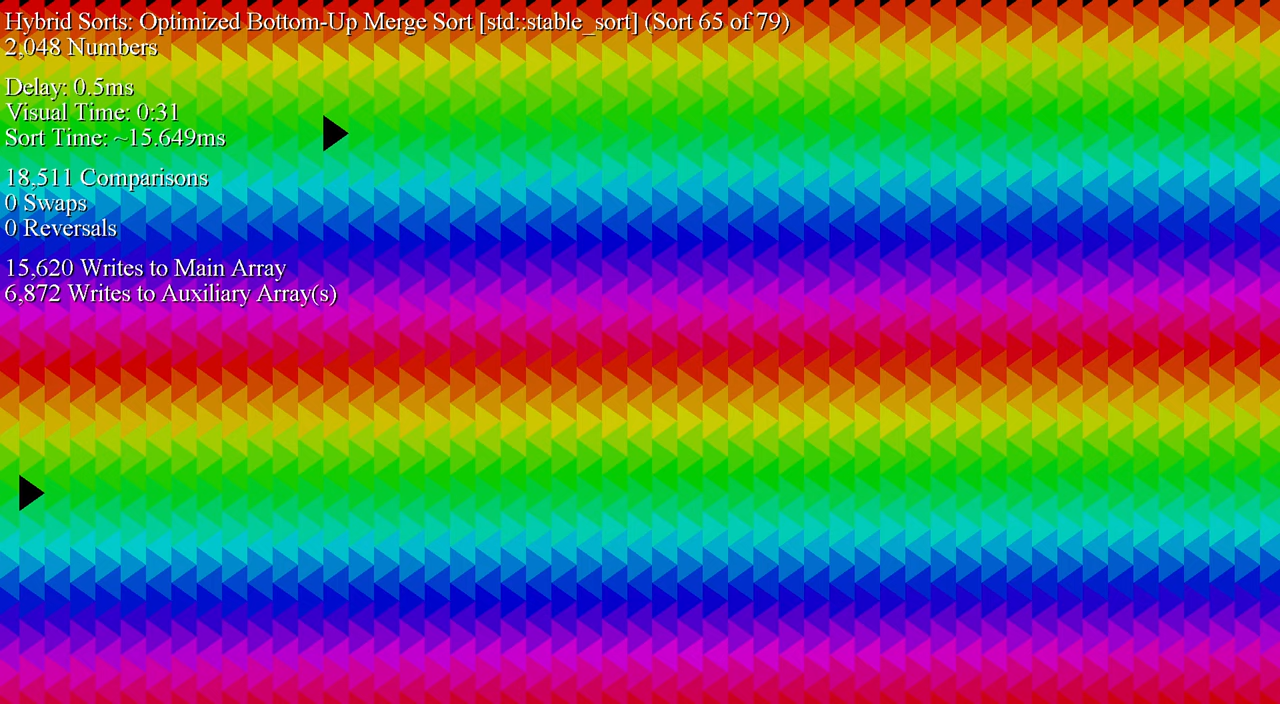 Hybrid Sorts: Optimized Bottom-Up Merge Sort [std::stable_sort] (Sort 65 of 79)
2,048 Numbers
Delay: 0.5ms
Visual Time: 0:31
Sort Time: ~15.649ms
18,511 Comparisons
0 Swaps
0 Reversals
15,620 Writes to Main Array
6,872 Writes to Auxiliary Array(s)